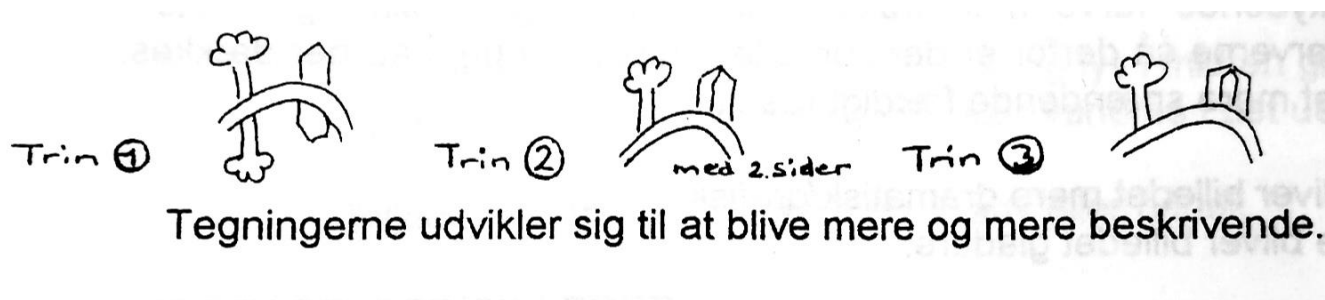 Trin 1 Trin 2 med 2. sider Trin 3
Tegningerne udvikler sig til at blive mere og mere beskrivende.